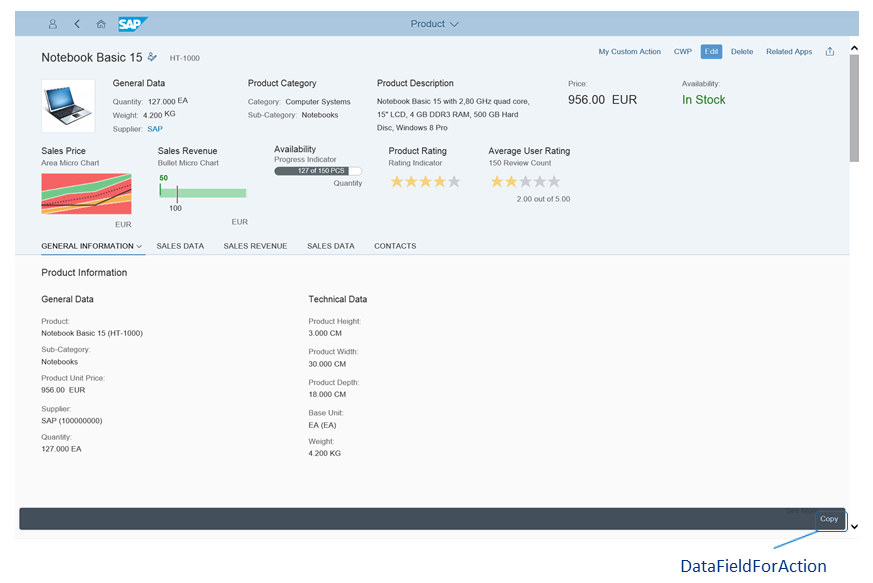 SAP
Product
Notebook Basic 15
HT-1000
My Custom Action
CWP
Edit
Delete
Related Apps
General Data
Quantity: 127.000 EA
Weight: 4.200 KG
Supplier: SAP
Product Category
Category: Computer Systems
Sub-Category: Notebooks
Product Description
Notebook Basic 15 with 2,80 GHz quad core,
15" LCD, 4 GB DDR3 RAM, 500 GB Hard
Disc, Windows 8 Pro
Price:
956.00 EUR
Availability:
In Stock
Sales Price
Area Micro Chart
EUR
Sales Revenue
Bullet Micro Chart
50
100
EUR
Availability
Progress Indicator
127 of 150 PCS
Quantity
Product Rating
Rating Indicator
Average User Rating
150 Review Count
2.00 out of 5.00
GENERAL INFORMATION
SALES DATA
SALES REVENUE
SALES DATA
CONTACTS
Product Information
General Data
Product:
Notebook Basic 15 (HT-1000)
Sub-Category:
Notebooks
Product Unit Price:
956.00 EUR
Supplier:
SAP (100000000)
Quantity:
127.000 EA
Technical Data
Product Height:
3.000 CM
Product Width:
30.000 CM
Product Depth:
18.000 CM
Base Unit:
EA (EA)
Weight:
4.200 KG
Copy
DataFieldForAction